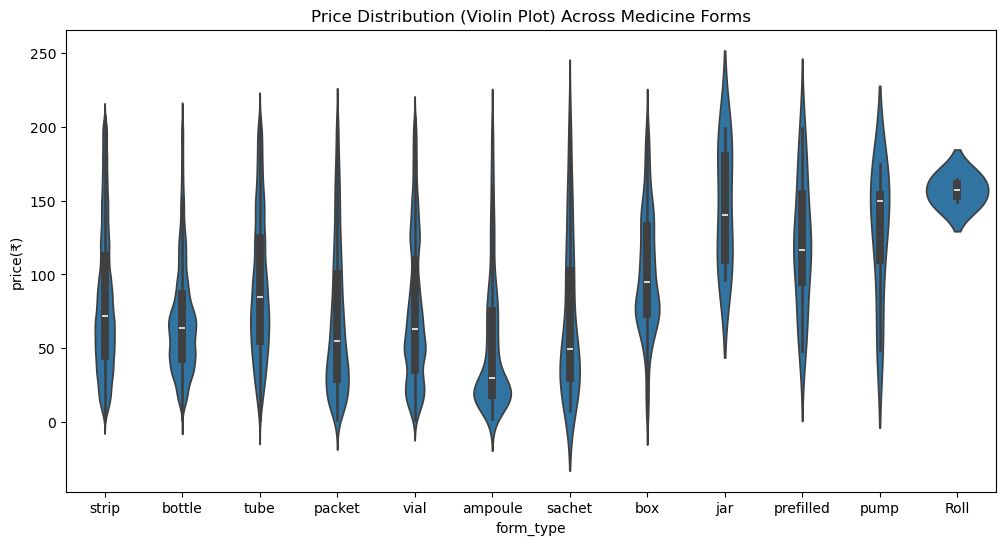 Price Distribution (Violin Plot) Across Medicine Forms
250
200
150
100
50
0
price(₹)
strip bottle tube packet vial ampoule sachet box jar prefilled pump Roll
form_type